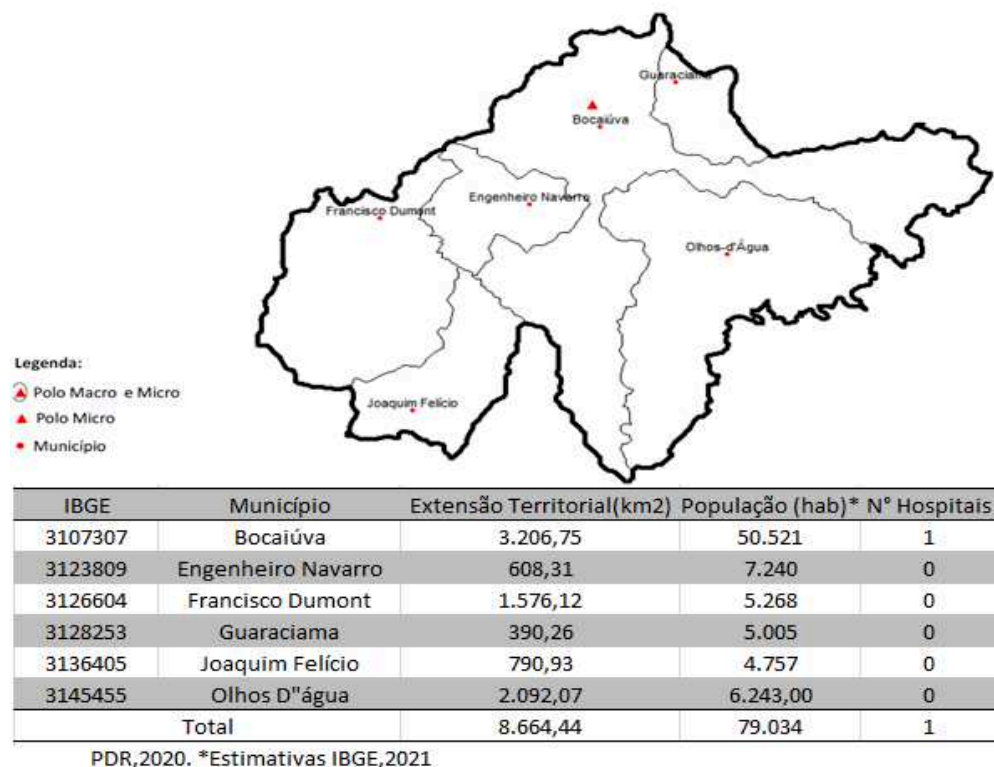 Guaraciama
Bocaiúva
Engenheiro Navarro
Francisco Dumont
Olhos-d'Água
Joaquim Felício
Legenda:
Polo Macro e Micro
Polo Micro
Município
IBGE Município Extensão Territorial(km2) População (hab)* N° Hospitais
3107307 Bocaiúva 3.206,75 50.521 1
3123809 Engenheiro Navarro 608,31 7.240 0
3126604 Francisco Dumont 1.576,12 5.268 0
3128253 Guaraciama 390,26 5.005 0
3136405 Joaquim Felício 790,93 4.757 0
3145455 Olhos D"água 2.092,07 6.243,00 0
Total 8.664,44 79.034 1
PDR,2020. *Estimativas IBGE,2021